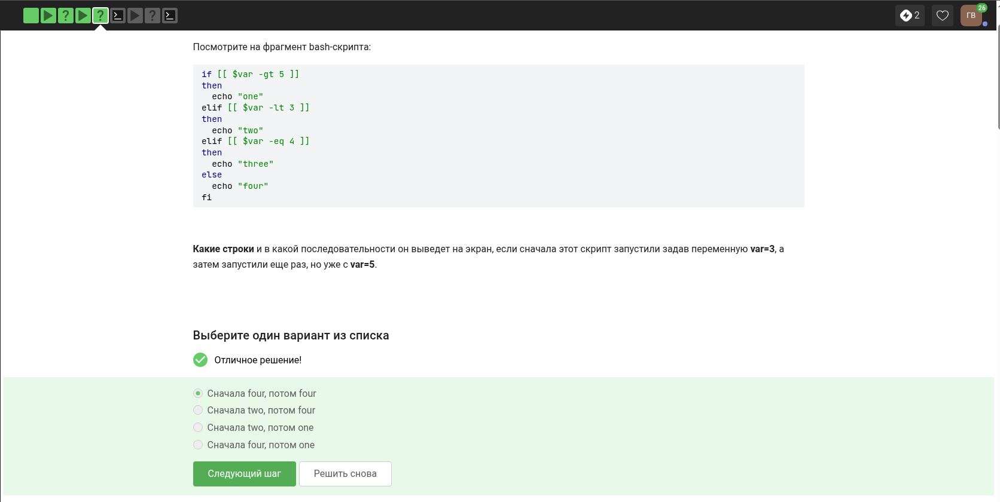 2
ГВ
26
Посмотрите на фрагмент bash-скрипта:
if [[ $var -gt 5 ]]
then
  echo "one"
elif [[ $var -lt 3 ]]
then
  echo "two"
elif [[ $var -eq 4 ]]
then
  echo "three"
else
  echo "four"
fi
Какие строки и в какой последовательности он выведет на экран, если сначала этот скрипт запустили задав переменную var=3, а
затем запустили еще раз, но уже с var=5.
Выберите один вариант из списка
Отличное решение!
Сначала four, потом four
Сначала two, потом four
Сначала two, потом one
Сначала four, потом one
Следующий шаг
Решить снова